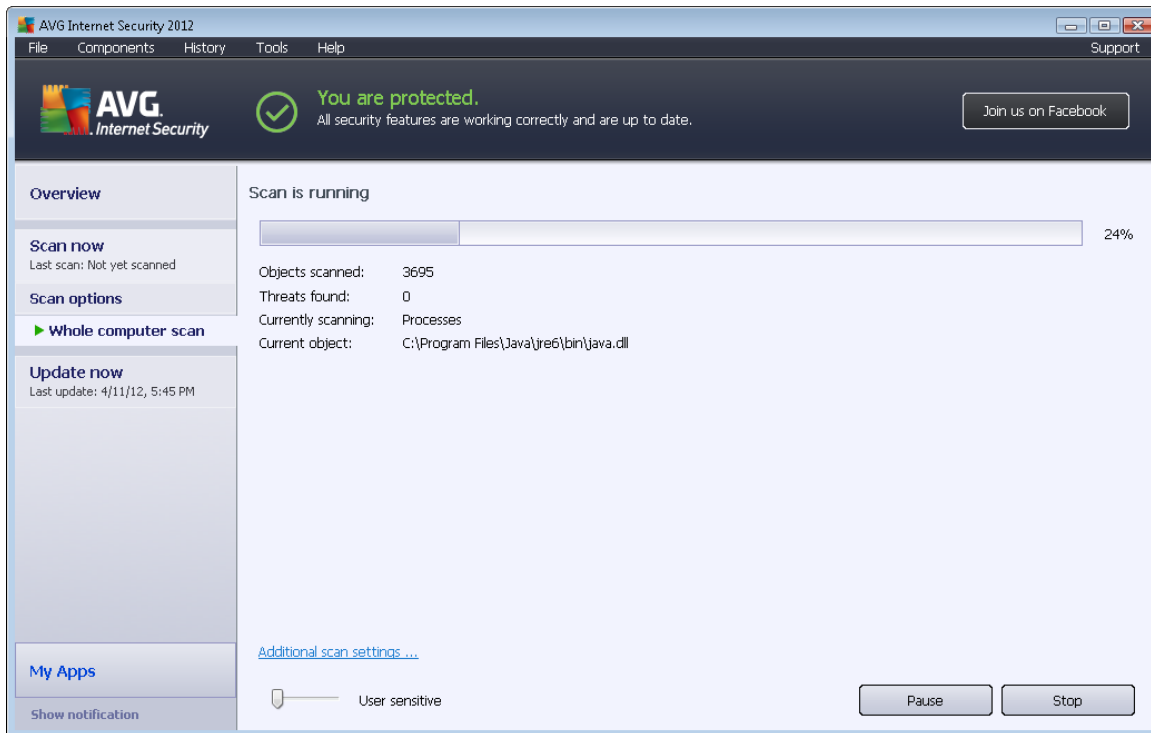 AVG Internet Security 2012
File Components History Tools Help Support
AVG.
Internet Security
You are protected.
All security features are working correctly and are up to date.
Join us on Facebook
Overview
Scan now
Last scan: Not yet scanned
Scan options
Whole computer scan
Update now
Last update: 4/11/12, 5:45 PM
My Apps
Show notification
Scan is running
24%
Objects scanned: 3695
Threats found: 0
Currently scanning: Processes
Current object: C:\Program Files\Java\jre6\bin\java.dll
Additional scan settings ...
User sensitive
Pause
Stop